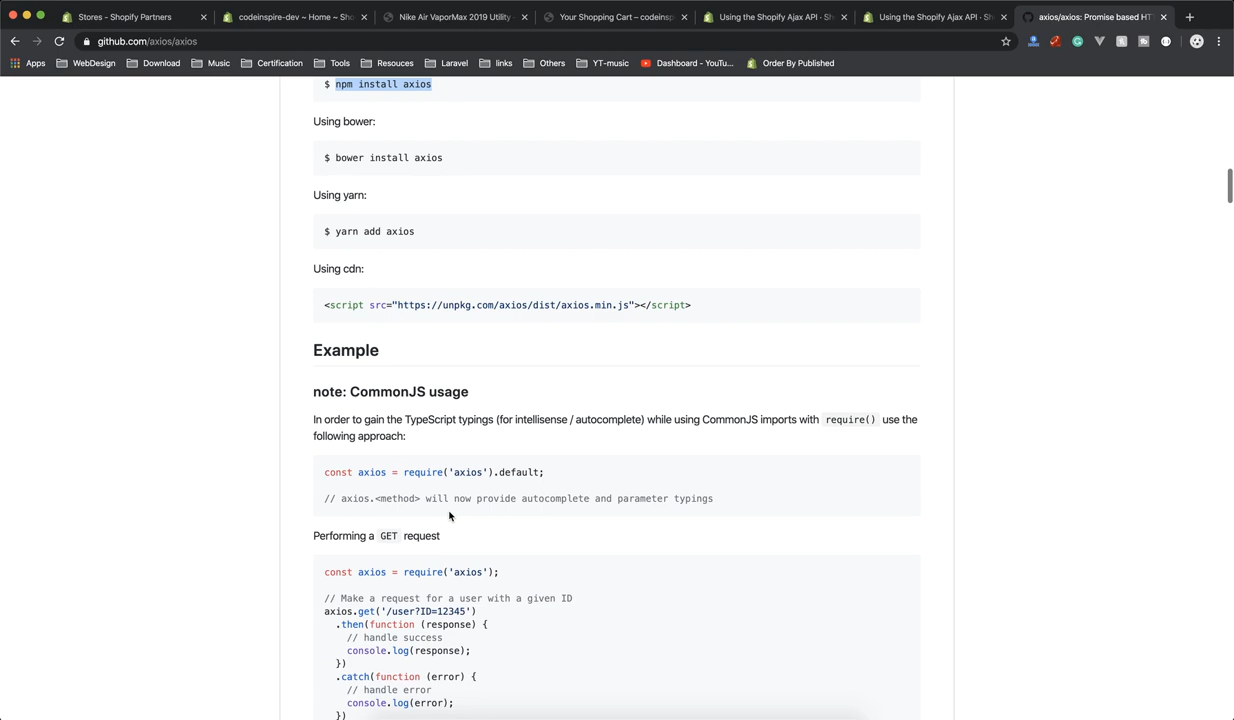 Stores - Shopify Partners
codeinspire-dev ~ Home ~ Sho
Nike Air VaporMax 2019 Utility
Your Shopping Cart – codeinsp
Using the Shopify Ajax API · Sh
Using the Shopify Ajax API · Sh
axios/axios: Promise based HT
github.com/axios/axios
Apps WebDesign Download Music Certification Tools Resouces Laravel links Others YT-music Dashboard - YouTu... Order By Published
$ npm install axios
Using bower:
$ bower install axios
Using yarn:
$ yarn add axios
Using cdn:
<script src="https://unpkg.com/axios/dist/axios.min.js"></script>
Example
note: CommonJS usage
In order to gain the TypeScript typings (for intellisense / autocomplete) while using CommonJS imports with require() use the
following approach:
const axios = require('axios').default;
// axios.<method> will now provide autocomplete and parameter typings
Performing a GET request
const axios = require('axios');
// Make a request for a user with a given ID
axios.get('/user?ID=12345')
.then(function (response) {
// handle success
console.log(response);
})
.catch(function (error) {
// handle error
console.log(error);
})